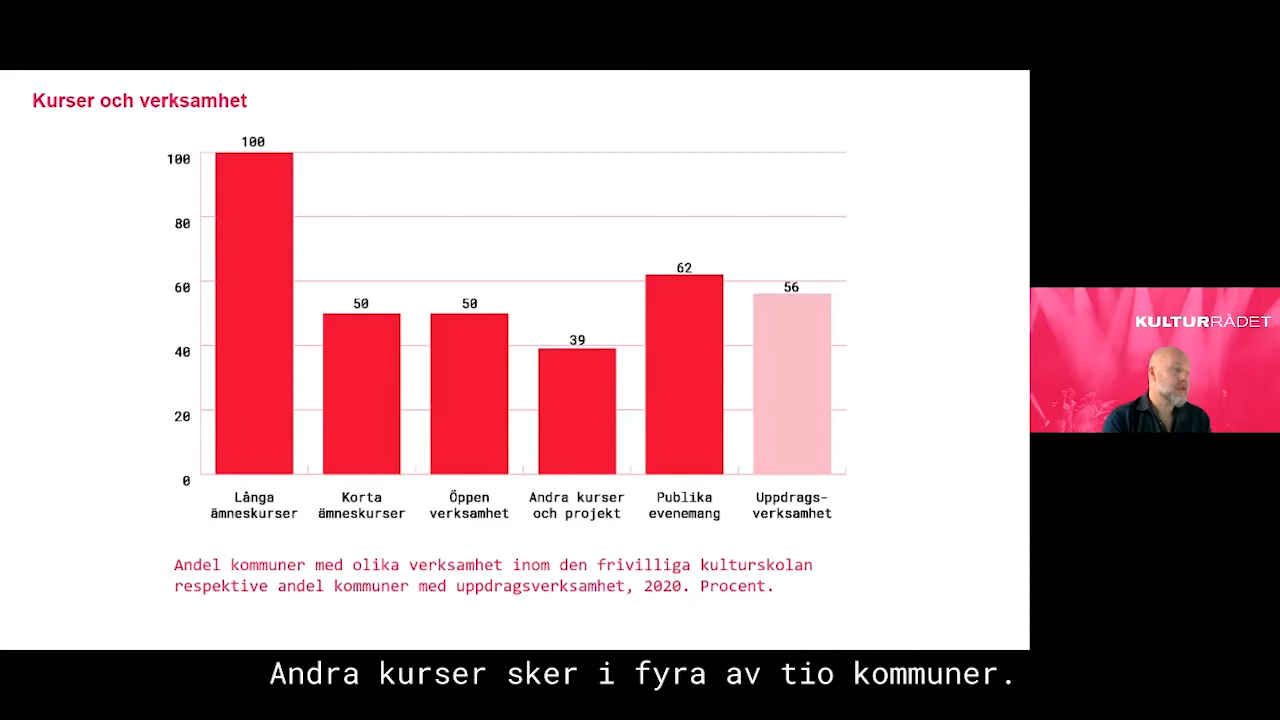 Kurser och verksamhet
100
100
80
60
40
20
0
50
50
39
62
56
Långa
ämneskurser
Korta
ämneskurser
Öppen
verksamhet
Andra kurser
och projekt
Publika
evenemang
Uppdrags-
verksamhet
Andel kommuner med olika verksamhet inom den frivilliga kulturskolan
respektive andel kommuner med uppdragsverksamhet, 2020. Procent.
KULTURRÅDET
Andra kurser sker i fyra av tio kommuner.